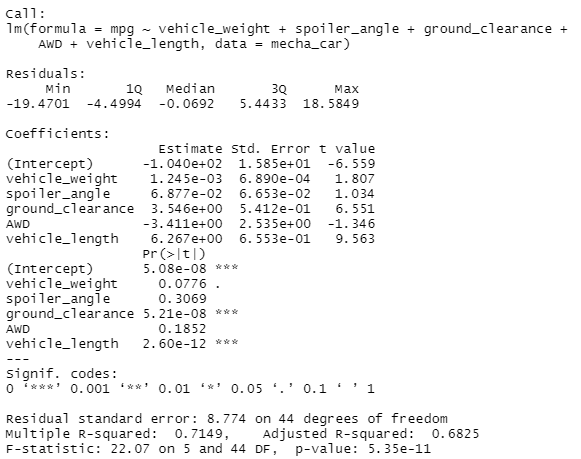 Call:
lm(formula = mpg ~ vehicle_weight + spoiler_angle + ground_clearance +
    AWD + vehicle_length, data = mecha_car)

Residuals:
     Min       1Q   Median       3Q      Max
-19.4701  -4.4994  -0.0692   5.4433  18.5849

Coefficients:
                   Estimate Std. Error t value
(Intercept)      -1.040e+02  1.585e+01  -6.559
vehicle_weight    1.245e-03  6.890e-04   1.807
spoiler_angle     6.877e-02  6.653e-02   1.034
ground_clearance  3.546e+00  5.412e-01   6.551
AWD              -3.411e+00  2.535e+00  -1.346
vehicle_length    6.267e+00  6.553e-01   9.563
                 Pr(>|t|)
(Intercept)      5.08e-08 ***
vehicle_weight     0.0776 .
spoiler_angle      0.3069
ground_clearance 5.21e-08 ***
AWD                0.1852
vehicle_length   2.60e-12 ***
---
Signif. codes:
0 ‘***’ 0.001 ‘**’ 0.01 ‘*’ 0.05 ‘.’ 0.1 ‘ ’ 1

Residual standard error: 8.774 on 44 degrees of freedom
Multiple R-squared:  0.7149,    Adjusted R-squared:  0.6825
F-statistic: 22.07 on 5 and 44 DF,  p-value: 5.35e-11